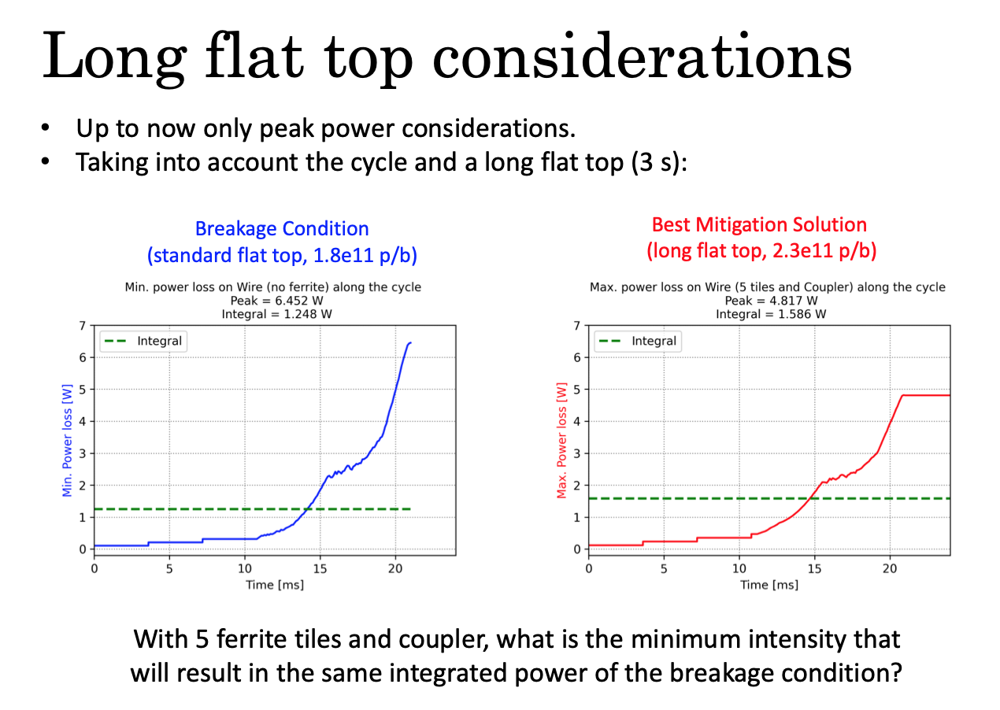 Long flat top considerations
• Up to now only peak power considerations.
• Taking into account the cycle and a long flat top (3 s):
Breakage Condition
(standard flat top, 1.8e11 p/b)
Min. power loss on Wire (no ferrite) along the cycle
Peak = 6.452 W
Integral = 1.248 W
Integral
Min. Power loss [W]
7
6
5
4
3
2
1
0
0 5 10 15 20
Time [ms]
Best Mitigation Solution
(long flat top, 2.3e11 p/b)
Max. power loss on Wire (5 tiles and Coupler) along the cycle
Peak = 4.817 W
Integral = 1.586 W
Integral
Max. Power loss [W]
7
6
5
4
3
2
1
0
0 5 10 15 20
Time [ms]
With 5 ferrite tiles and coupler, what is the minimum intensity that
will result in the same integrated power of the breakage condition?